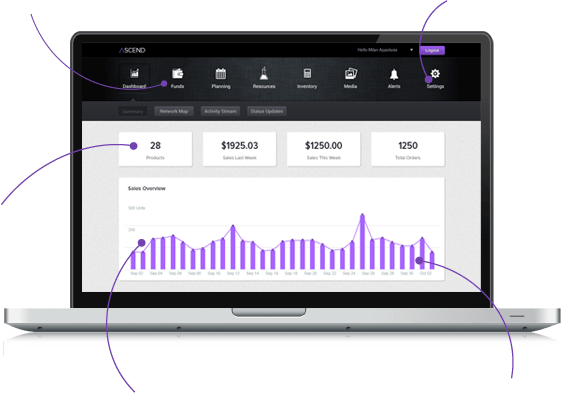 ASCEND
Hello Milan Appelooza
Logout
Dashboard Funds Planning Resources Inventory Media Alerts Settings
Summary Network Map Activity Stream Status Updates
28 $1925.03 $1250.00 1250
Products Sales Last Week Sales This Week Total Orders
Sales Overview
500 Units
250
Sep 02 Sep 04 Sep 06 Sep 08 Sep 10 Sep 12 Sep 14 Sep 16 Sep 18 Sep 20 Sep 22 Sep 24 Sep 26 Sep 28 Sep 30 Oct 02